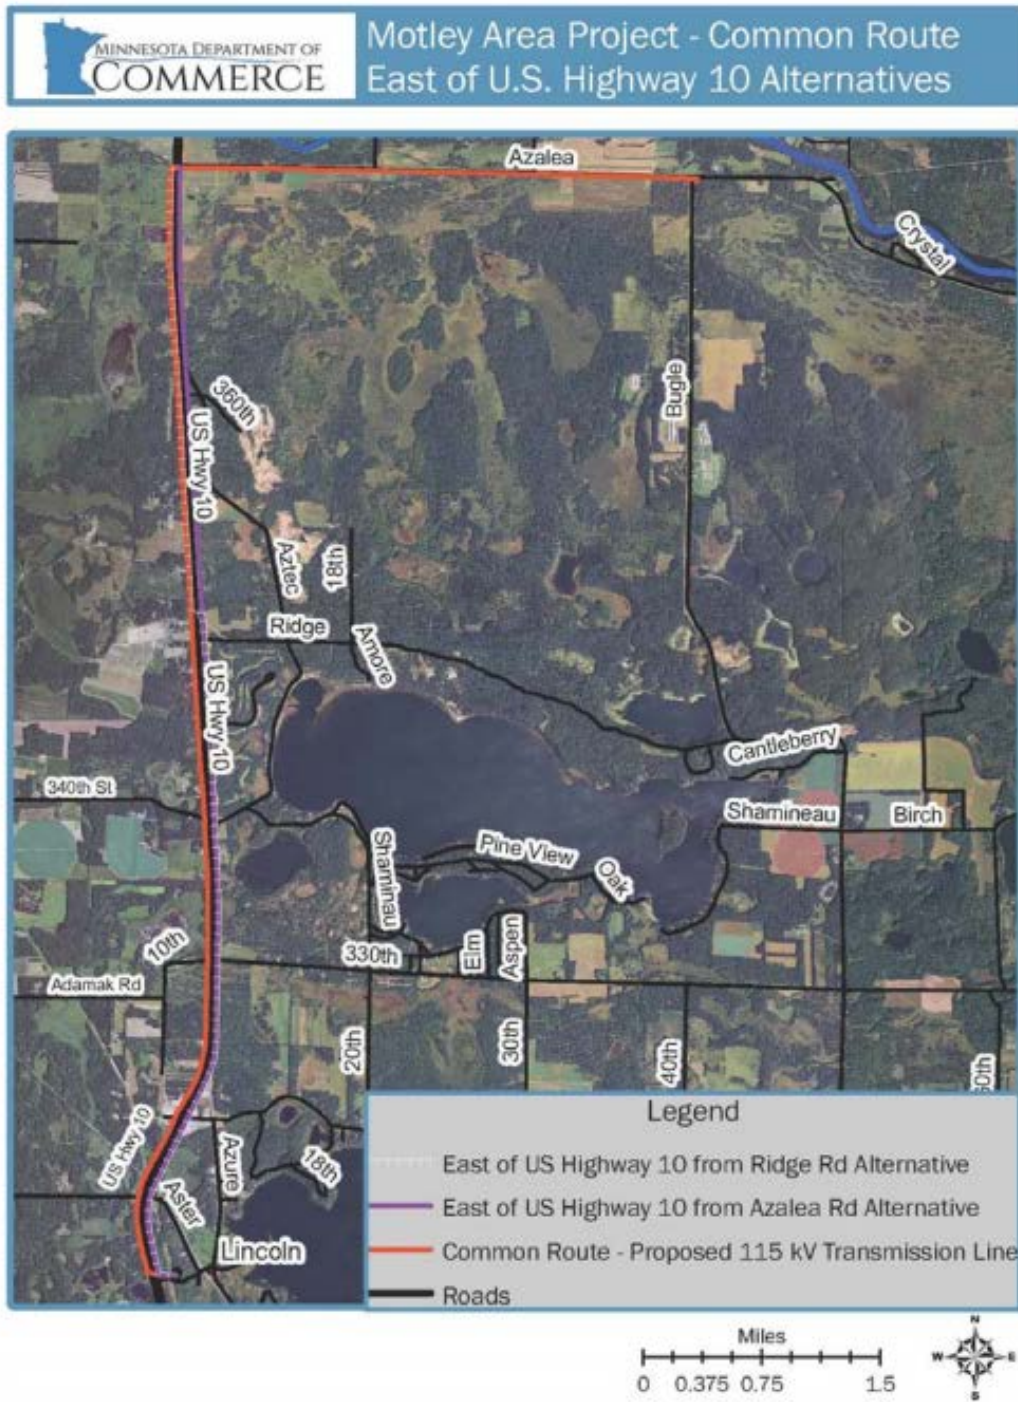 MINNESOTA DEPARTMENT OF
COMMERCE
Motley Area Project - Common Route
East of U.S. Highway 10 Alternatives
Azalea
Crystal
360th
Bugle
US Hwy 10
Aztec
18th
Ridge
Amore
US Hwy 10
Cantleberry
340th St
Shamineau
Birch
Shaminau
Pine View
Oak
10th
330th
Elm
Aspen
Adamak Rd
20th
30th
40th
US Hwy 10
Azure
18th
Aster
Lincoln
Legend
East of US Highway 10 from Ridge Rd Alternative
East of US Highway 10 from Azalea Rd Alternative
Common Route - Proposed 115 kV Transmission Line
Roads
Miles
0 0.375 0.75 1.5
N
W E
S